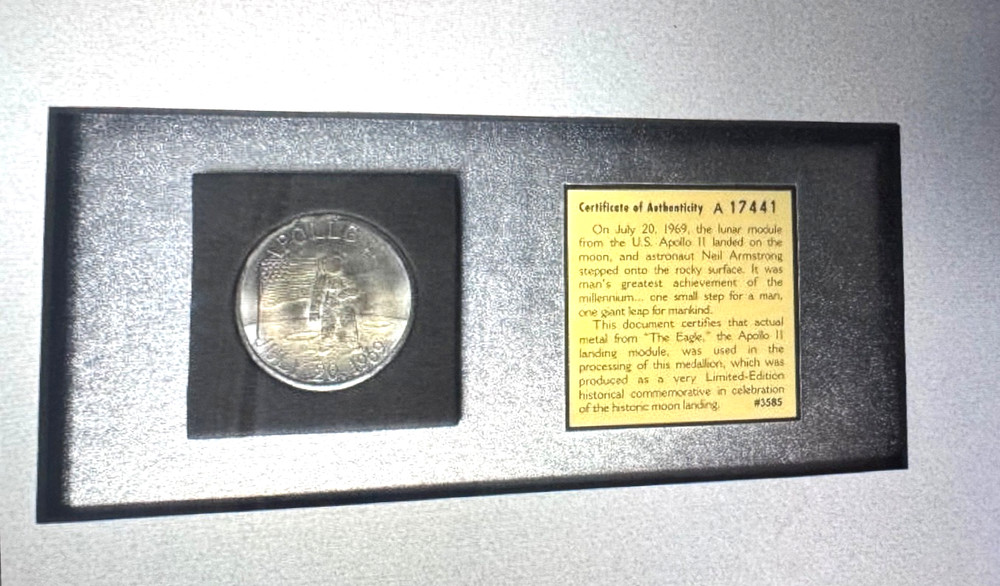 APOLLO
JULY 20, 1969
Certificate of Authenticity A 17441
On July 20, 1969, the lunar module
from the U.S. Apollo 11 landed on the
moon, and astronaut Neil Armstrong
stepped onto the rocky surface. It was
man's greatest achievement of the
millennium... one small step for a man,
one giant leap for mankind.
This document certifies that actual
metal from "The Eagle," the Apollo 11
landing module, was used in the
processing of this medallion, which was
produced as a very Limited-Edition
historical commemorative in celebration
of the historic moon landing. #3585